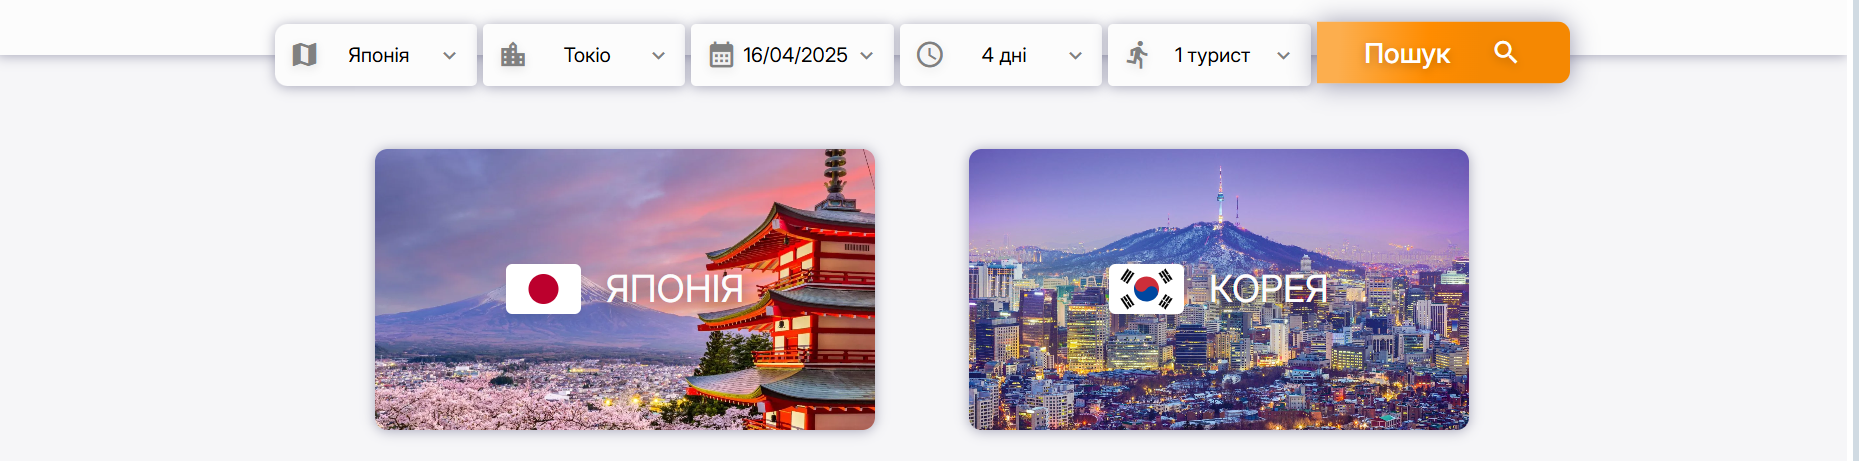 Японія
Токіо
16/04/2025
4 дні
1 турист
Пошук
ЯПОНІЯ
КОРЕЯ